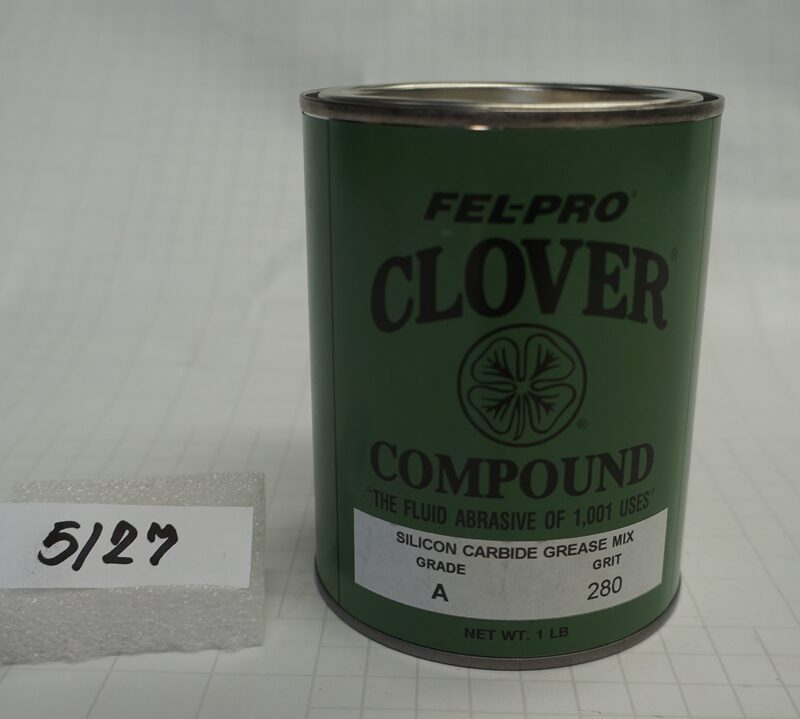 FEL-PRO®
CLOVER®
®
COMPOUND
"THE FLUID ABRASIVE OF 1,001 USES"
SILICON CARBIDE GREASE MIX
GRADE GRIT
A 280
NET WT. 1 LB
5127